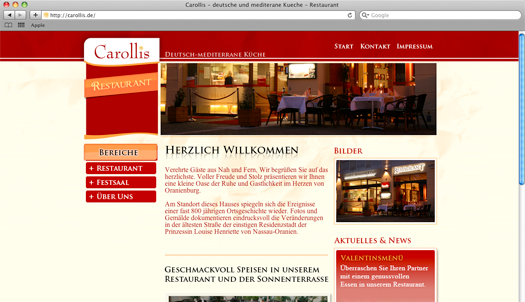 Carollis - deutsche und mediterane Kueche - Restaurant
http://carollis.de/
Google
Apple
Carollis
Deutsch-mediterrane Küche
Start Kontakt Impressum
Restaurant
Bereiche
+ Restaurant
+ Festsaal
+ Über Uns
Herzlich Willkommen
Verehrte Gäste aus Nah und Fern, Wir begrüßen Sie auf das
herzlichste. Voller Freude und Stolz präsentieren wir Ihnen
eine kleine Oase der Ruhe und Gastlichkeit im Herzen von
Oranienburg.
Am Standort dieses Hauses spiegeln sich die Ereignisse
einer fast 800 jährigen Ortsgeschichte wieder. Fotos und
Gemälde dokumentieren eindrucksvoll die Veränderungen
in der ältesten Straße der einstigen Residenzstadt der
Prinzessin Louise Henriette von Nassau-Oranien.
Geschmackvoll Speisen in unserem
Restaurant und der Sonnenterrasse
Bilder
Aktuelles & News
Valentinsmenü
Überraschen Sie Ihren Partner
mit einem genussvollen
Essen in unserem Restaurant.